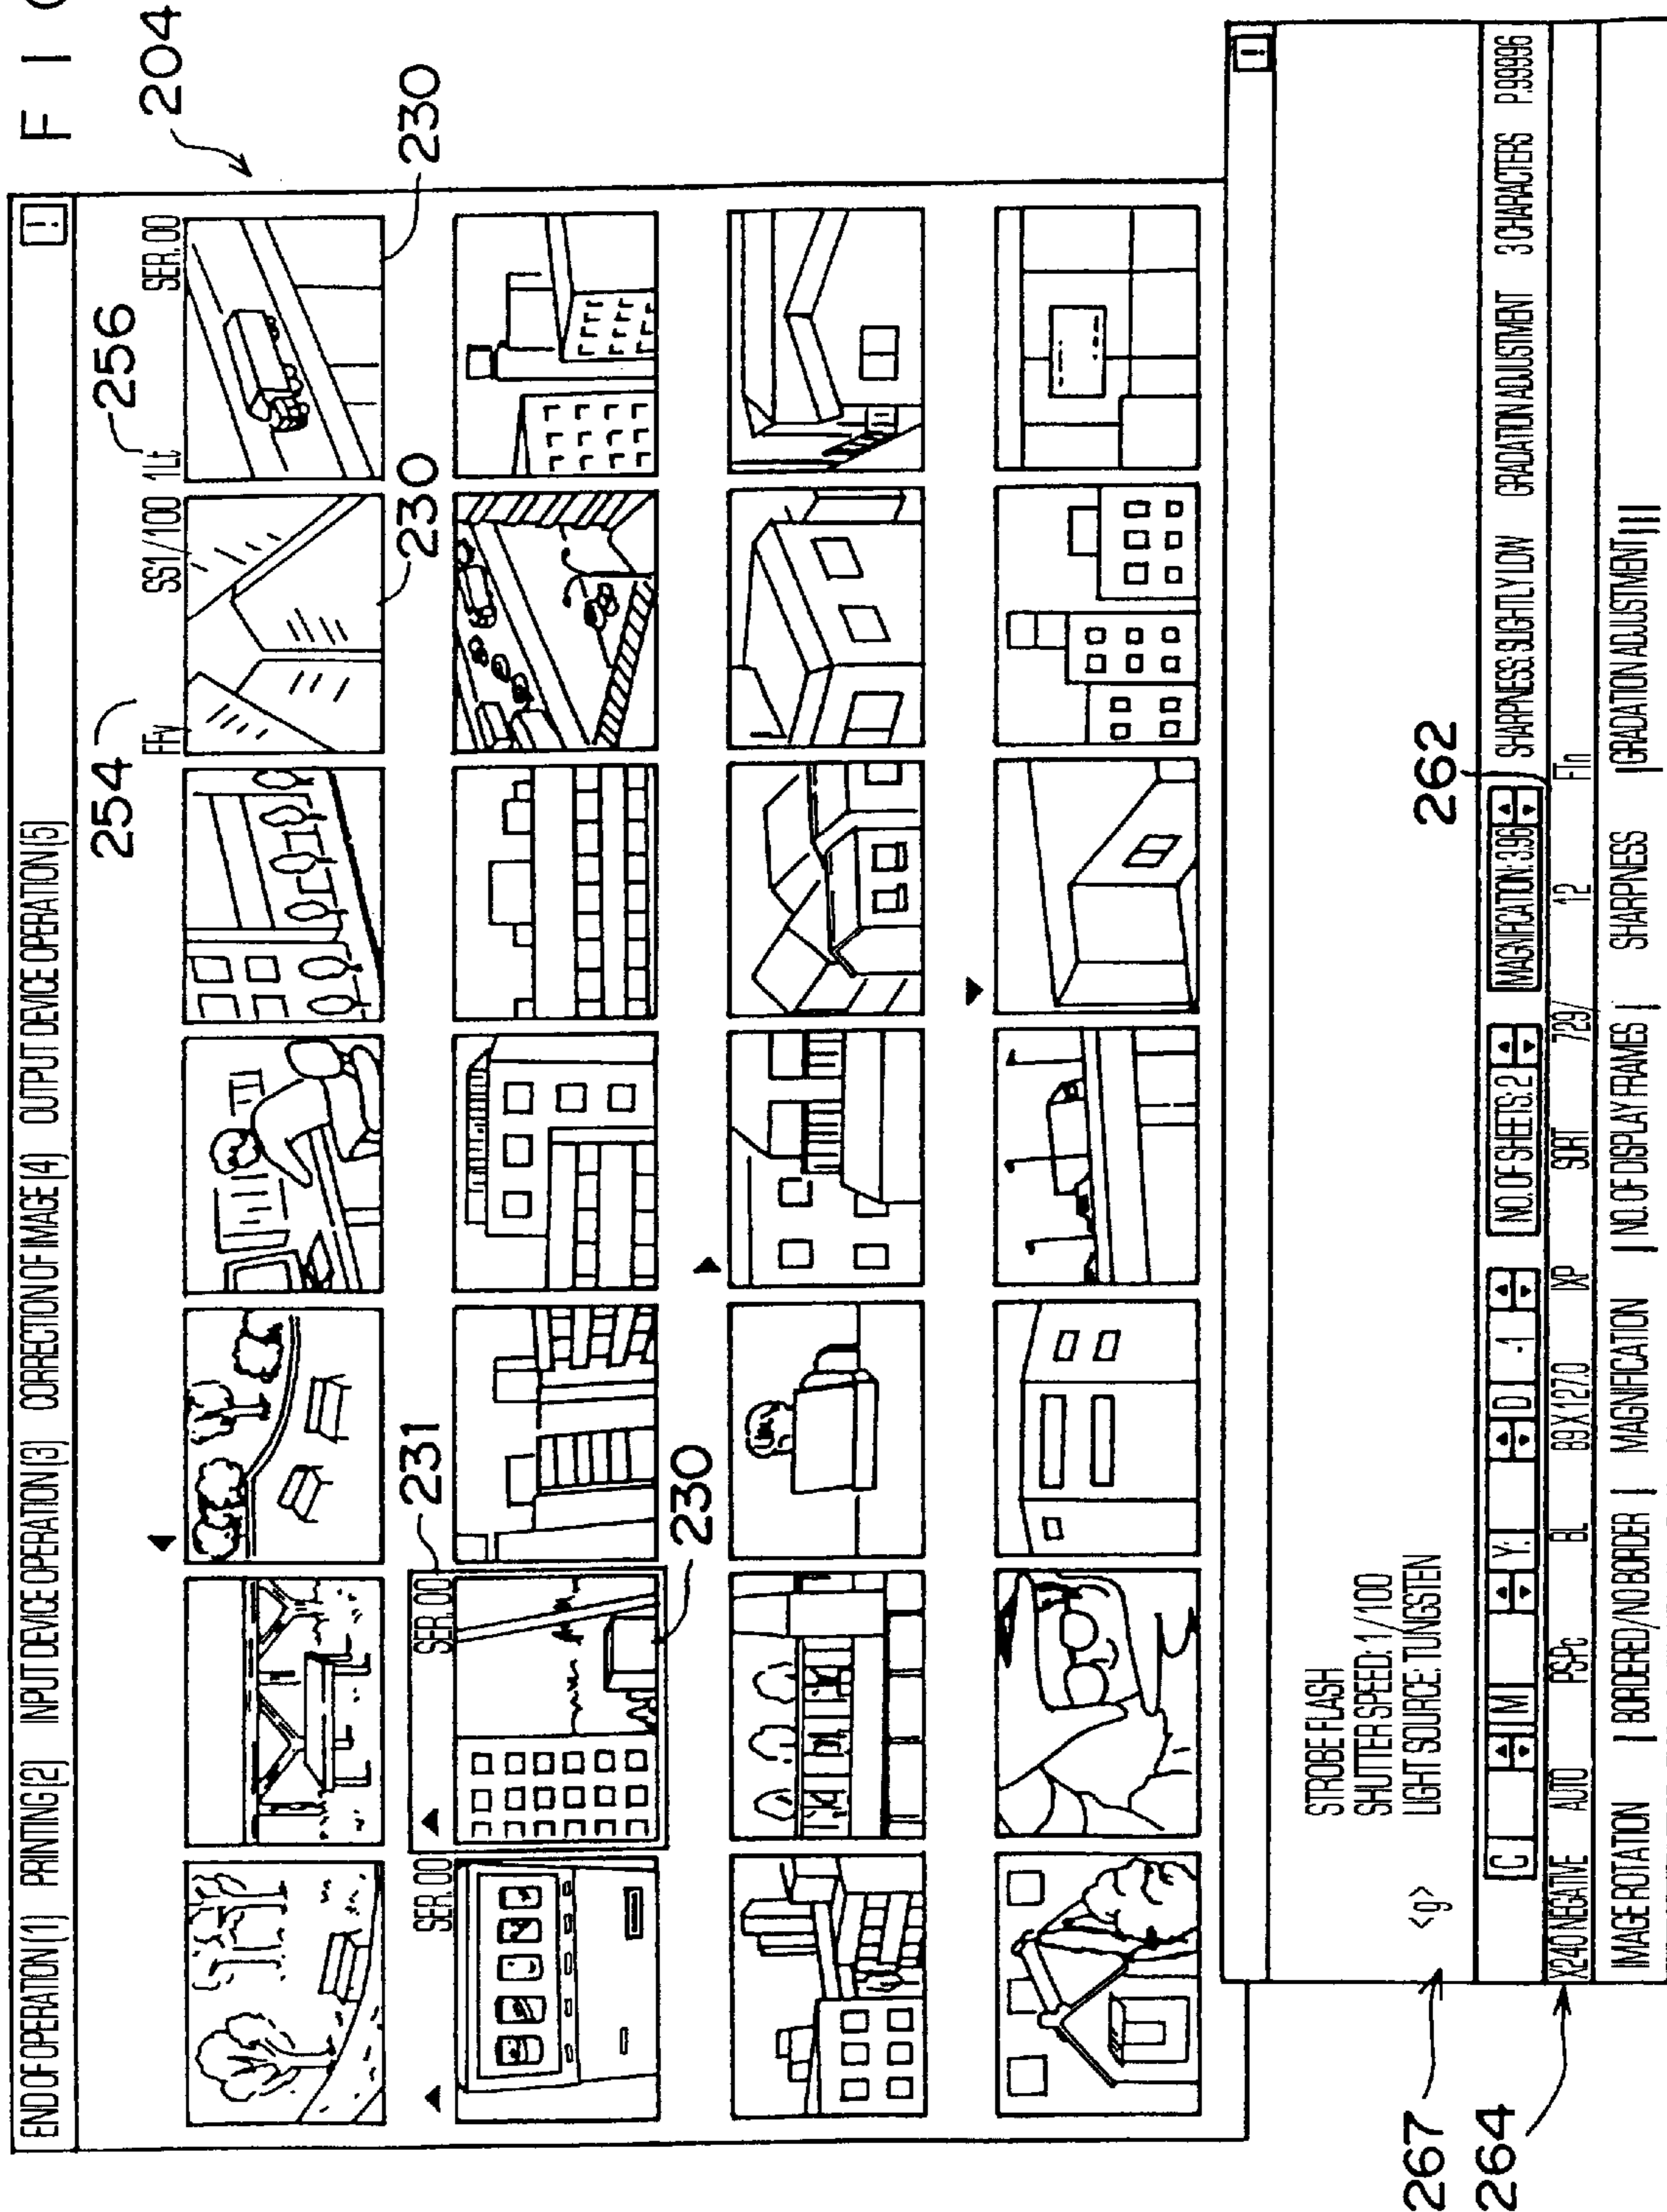 F I
204
END OF OPERATION (1) PRINTING (2) INPUT DEVICE OPERATION (3) CORRECTION OF IMAGE (4) OUTPUT DEVICE OPERATION (5)
254
256
FFv SS1/100 1Lt SER.00
230
230
SER.00 SER.00
231
230
267
STROBE FLASH
SHUTTER SPEED: 1/100
LIGHT SOURCE: TUNGSTEN
<g>
262
C M Y: D -1 NO. OF SHEETS: 2 MAGNIFICATION: 3.96 SHARPNESS: SLIGHTLY LOW GRADATION ADJUSTMENT 3 CHARACTERS P.99996
264
X240 NEGATIVE AUTO PSPc BL 89 X 127.0 IXP SORT 729/ 12 FTn
IMAGE ROTATION | BORDERED/NO BORDER | MAGNIFICATION | NO. OF DISPLAY FRAMES | SHARPNESS | GRADATION ADJUSTMENT